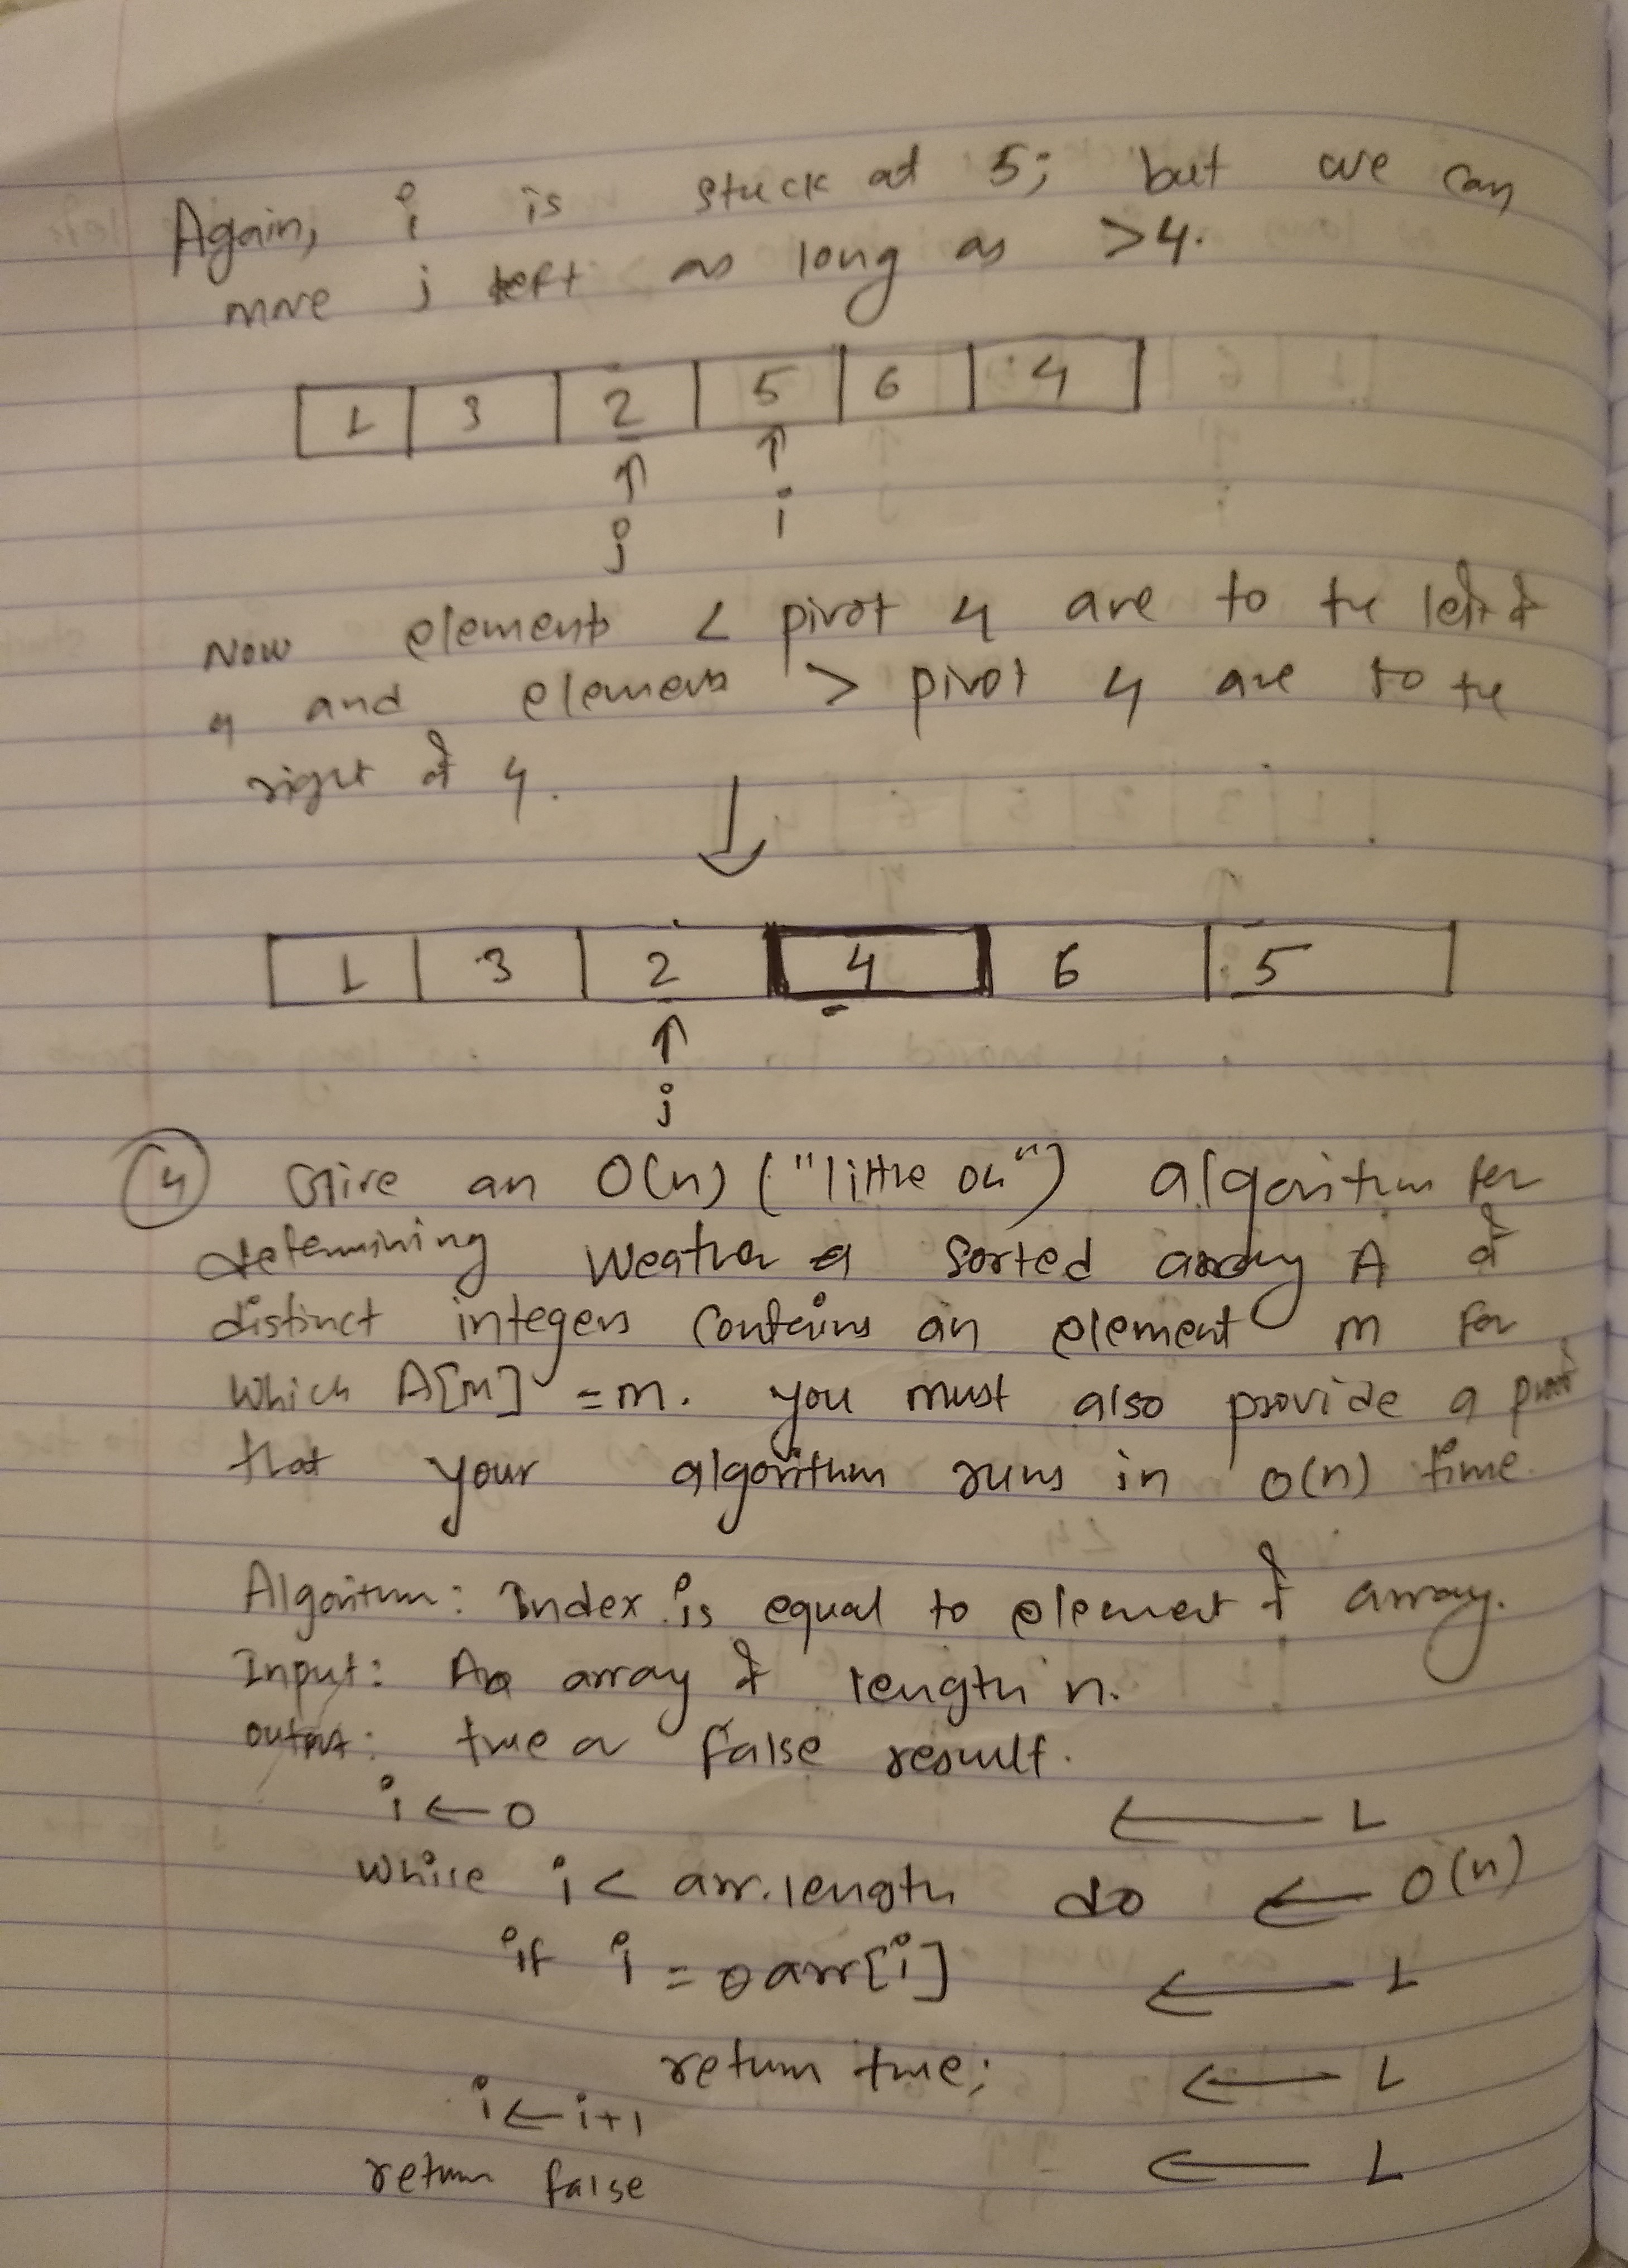 Again, i is stuck at 5; but we can
move j left as long as >4.
1 3 2 5 6 4
j i
Now elements < pivot 4 are to the left of
4 and elements > pivot 4 are to the
right of 4.
1 3 2 4 6 5
j
4 Give an O(n) ("little oh") algorithm for
determining Weather a sorted array A of
distinct integers contains an element m for
which A[m] = m. you must also provide a proof
that your algorithm runs in o(n) time.
Algorithm: Index is equal to element of array.
Input: An array of length n.
output: true or false result.
i ← 0 ← 1
While i < arr.length do ← O(n)
if i = arr[i] ← 1
return true; ← 1
i ← i+1
return false ← 1